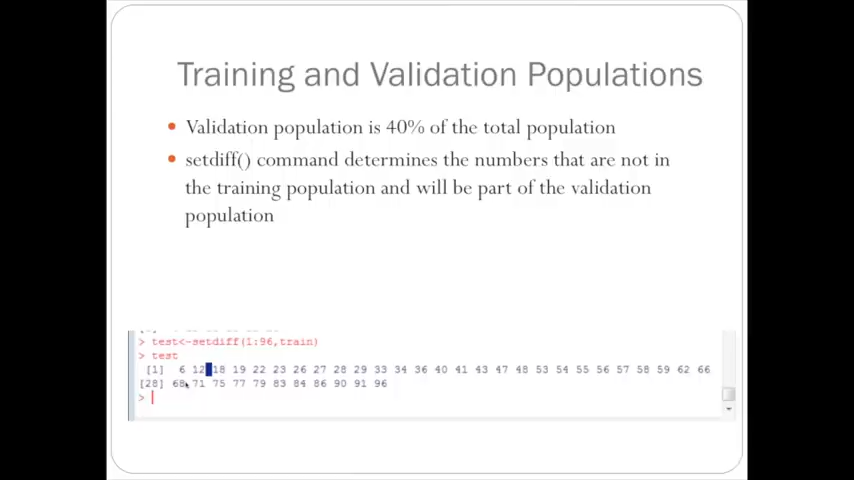 Training and Validation Populations
• Validation population is 40% of the total population
• setdiff() command determines the numbers that are not in
the training population and will be part of the validation
population
> test<-setdiff(1:96,train)
> test
[1] 6 12 18 19 22 23 26 27 28 29 33 34 36 40 41 43 47 48 53 54 55 56 57 58 59 62 66
[28] 68 71 75 77 79 83 84 86 90 91 96
>